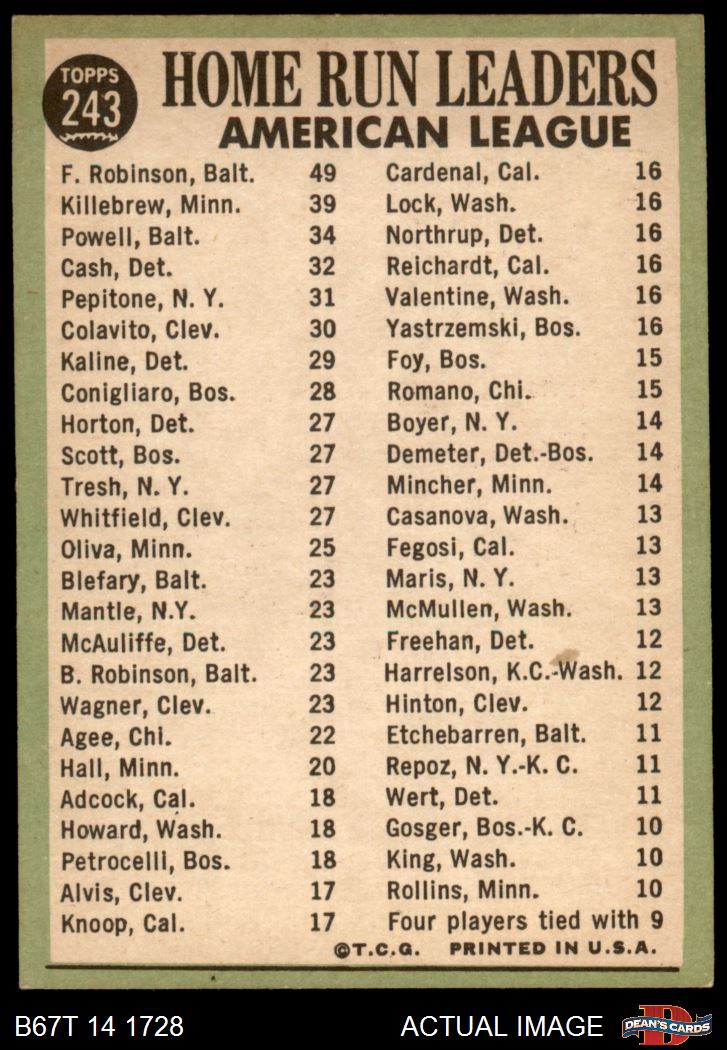 TOPPS
243
HOME RUN LEADERS
AMERICAN LEAGUE
F. Robinson, Balt. 49
Killebrew, Minn. 39
Powell, Balt. 34
Cash, Det. 32
Pepitone, N. Y. 31
Colavito, Clev. 30
Kaline, Det. 29
Conigliaro, Bos. 28
Horton, Det. 27
Scott, Bos. 27
Tresh, N. Y. 27
Whitfield, Clev. 27
Oliva, Minn. 25
Blefary, Balt. 23
Mantle, N.Y. 23
McAuliffe, Det. 23
B. Robinson, Balt. 23
Wagner, Clev. 23
Agee, Chi. 22
Hall, Minn. 20
Adcock, Cal. 18
Howard, Wash. 18
Petrocelli, Bos. 18
Alvis, Clev. 17
Knoop, Cal. 17
Cardenal, Cal. 16
Lock, Wash. 16
Northrup, Det. 16
Reichardt, Cal. 16
Valentine, Wash. 16
Yastrzemski, Bos. 16
Foy, Bos. 15
Romano, Chi. 15
Boyer, N. Y. 14
Demeter, Det.-Bos. 14
Mincher, Minn. 14
Casanova, Wash. 13
Fegosi, Cal. 13
Maris, N. Y. 13
McMullen, Wash. 13
Freehan, Det. 12
Harrelson, K.C.-Wash. 12
Hinton, Clev. 12
Etchebarren, Balt. 11
Repoz, N. Y.-K. C. 11
Wert, Det. 11
Gosger, Bos.-K. C. 10
King, Wash. 10
Rollins, Minn. 10
Four players tied with 9
©T.C.G. PRINTED IN U.S.A.
B67T 14 1728
ACTUAL IMAGE
D
DEAN'S CARDS